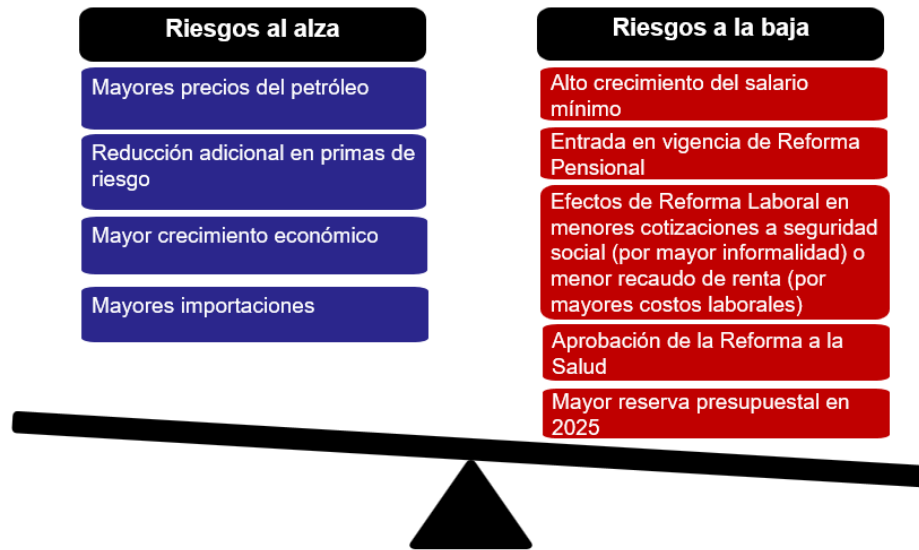 Riesgos al alza
Mayores precios del petróleo
Reducción adicional en primas de
riesgo
Mayor crecimiento económico
Mayores importaciones
Riesgos a la baja
Alto crecimiento del salario
mínimo
Entrada en vigencia de Reforma
Pensional
Efectos de Reforma Laboral en
menores cotizaciones a seguridad
social (por mayor informalidad) o
menor recaudo de renta (por
mayores costos laborales)
Aprobación de la Reforma a la
Salud
Mayor reserva presupuestal en
2025